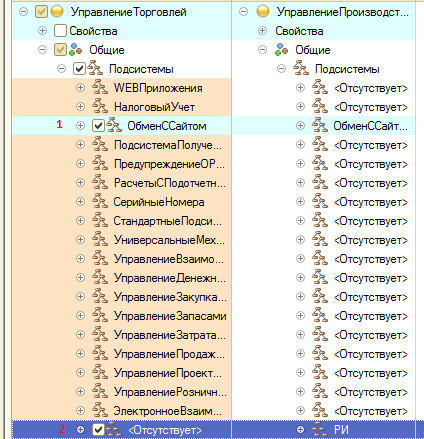 УправлениеТорговлей УправлениеПроизводст...
Свойства Свойства
Общие Общие
Подсистемы Подсистемы
WEBПриложения <Отсутствует>
НалоговыйУчет <Отсутствует>
1 ОбменССайтом ОбменССайт...
ПодсистемаПолуче... <Отсутствует>
ПредупреждениеОР... <Отсутствует>
РасчетыСПодотчетн... <Отсутствует>
СерийныеНомера <Отсутствует>
СтандартныеПодси... <Отсутствует>
УниверсальныеМех... <Отсутствует>
УправлениеВзаимо... <Отсутствует>
УправлениеДенежн... <Отсутствует>
УправлениеЗакупка... <Отсутствует>
УправлениеЗапасами <Отсутствует>
УправлениеЗатрата... <Отсутствует>
УправлениеПродаж... <Отсутствует>
УправлениеПроект... <Отсутствует>
УправлениеРозничн... <Отсутствует>
ЭлектронноеВзаим... <Отсутствует>
2 <Отсутствует> РИ